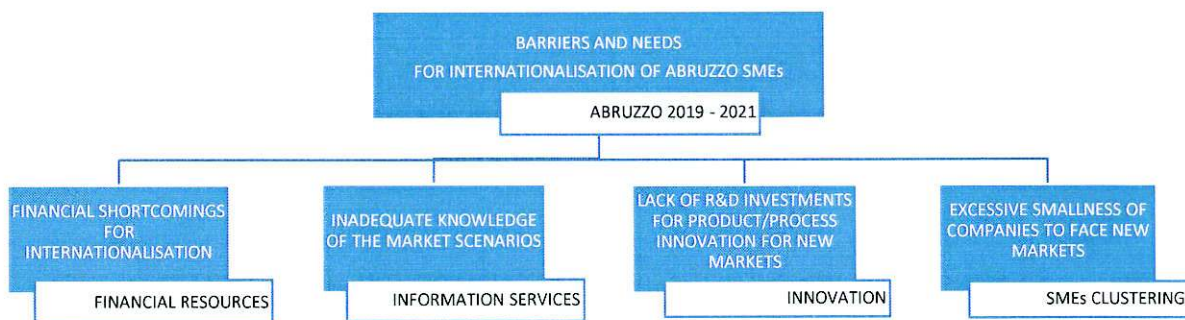 BARRIERS AND NEEDS
FOR INTERNATIONALISATION OF ABRUZZO SMEs
ABRUZZO 2019 - 2021
FINANCIAL SHORTCOMINGS
FOR
INTERNATIONALISATION
FINANCIAL RESOURCES
INADEQUATE KNOWLEDGE
OF THE MARKET SCENARIOS
INFORMATION SERVICES
LACK OF R&D INVESTMENTS
FOR PRODUCT/PROCESS
INNOVATION FOR NEW
MARKETS
INNOVATION
EXCESSIVE SMALLNESS OF
COMPANIES TO FACE NEW
MARKETS
SMEs CLUSTERING